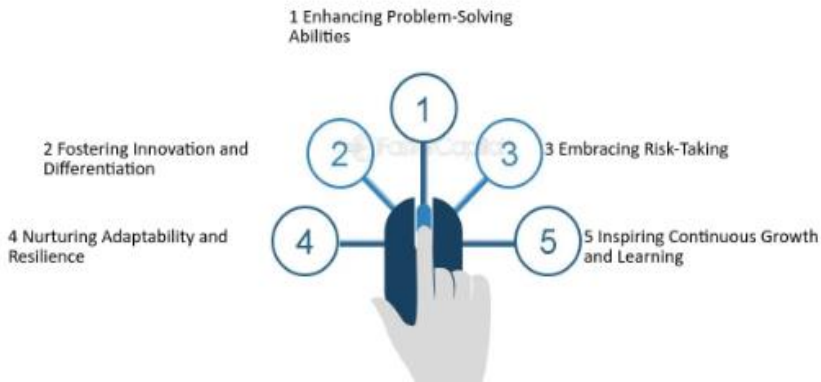 1 Enhancing Problem-Solving
Abilities
1
2 Fostering Innovation and
Differentiation
2
3
3 Embracing Risk-Taking
4 Nurturing Adaptability and
Resilience
4
5
5 Inspiring Continuous Growth
and Learning